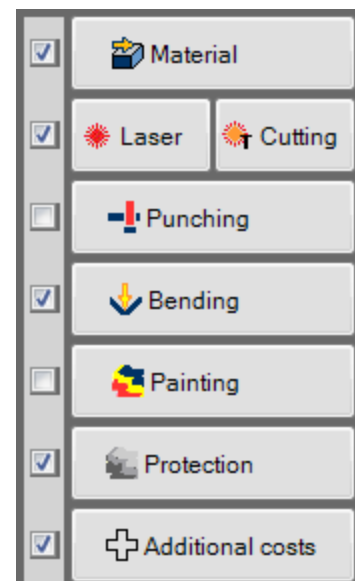 Material
Laser Cutting
Punching
Bending
Painting
Protection
Additional costs